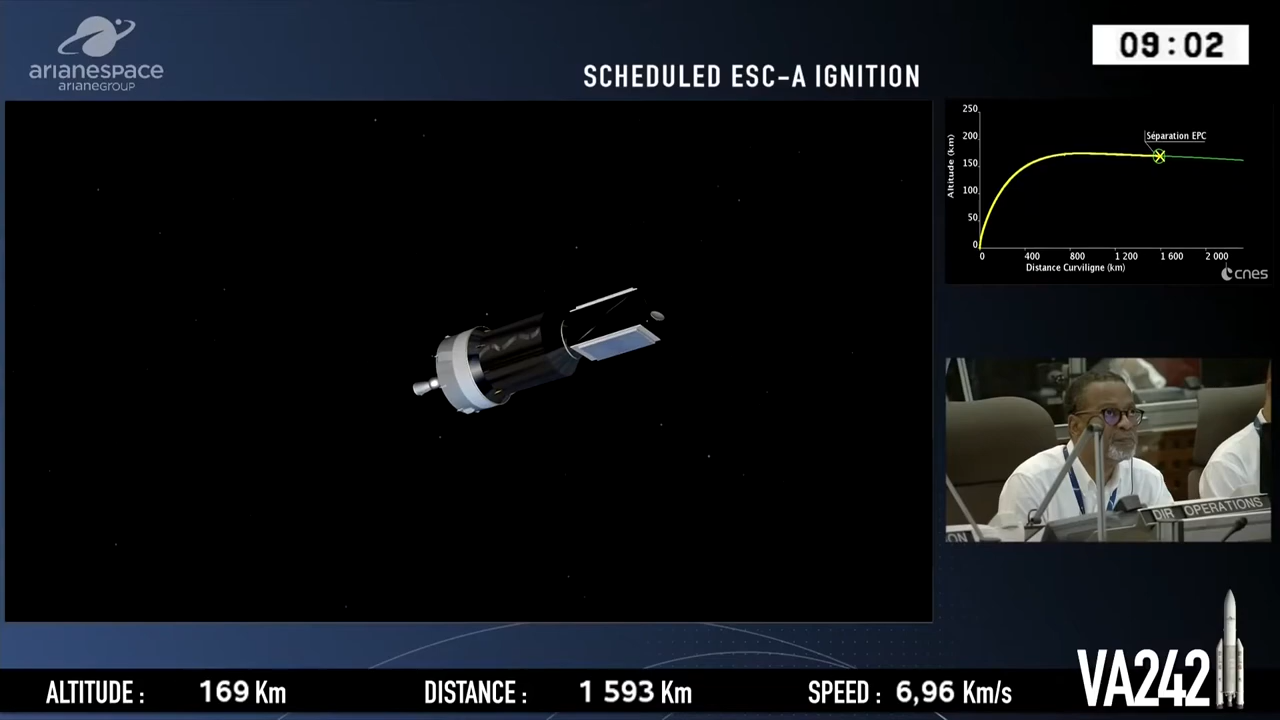 arianespace
arianeGROUP
SCHEDULED ESC-A IGNITION
09:02
250
200
150
100
50
0
Altitude (km)
Séparation EPC
0 400 800 1 200 1 600 2 000
Distance Curviligne (km)
cnes
DIR OPERATIONS
ON
VA242
ALTITUDE : 169 Km
DISTANCE : 1 593 Km
SPEED : 6,96 Km/s